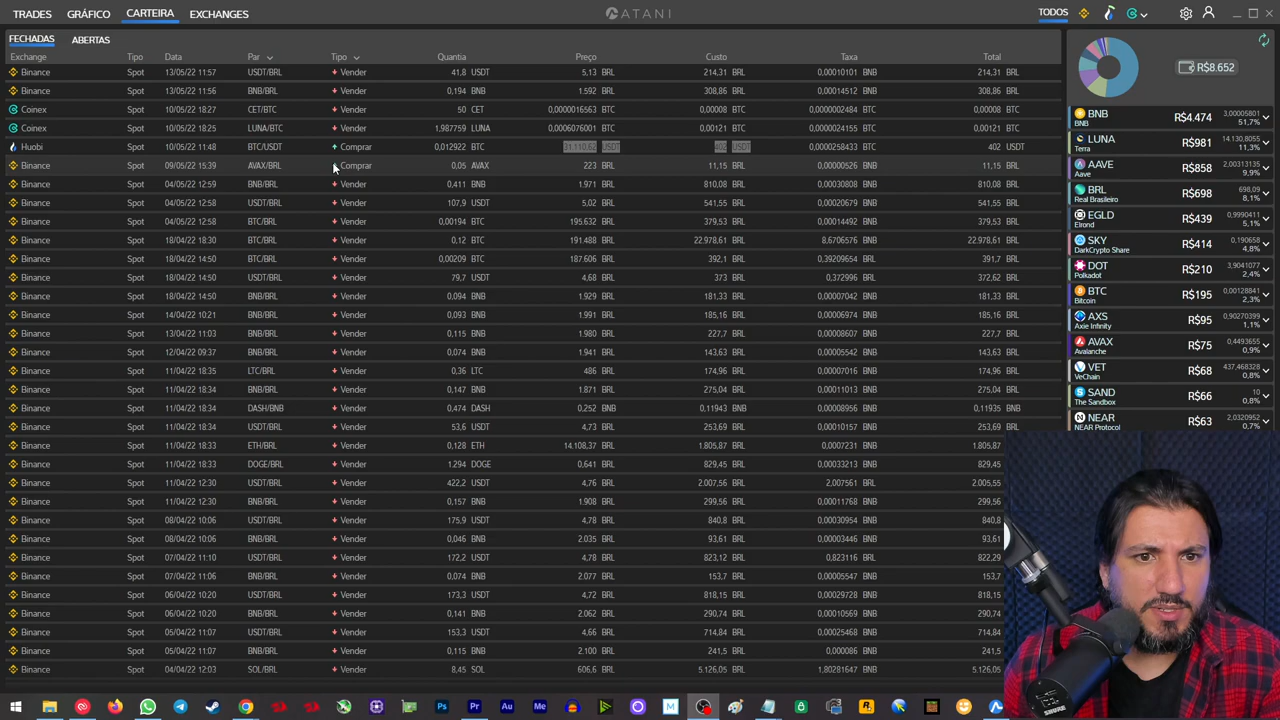 TRADES GRÁFICO CARTEIRA EXCHANGES ATANI TODOS
FECHADAS ABERTAS
Exchange Tipo Data Par Tipo Quantia Preço Custo Taxa Total
Binance Spot 13/05/22 11:57 USDT/BRL Vender 41,8 USDT 5,13 BRL 214,31 BRL 0,00010101 BNB 214,31 BRL
Binance Spot 13/05/22 11:56 BNB/BRL Vender 0,194 BNB 1.592 BRL 308,86 BRL 0,00014512 BNB 308,86 BRL
Coinex Spot 10/05/22 18:27 CET/BTC Vender 50 CET 0,0000016563 BTC 0,00008 BTC 0,0000002484 BTC 0,00008 BTC
Coinex Spot 10/05/22 18:25 LUNA/BTC Vender 1,987759 LUNA 0,0006076001 BTC 0,00121 BTC 0,0000024155 BTC 0,00121 BTC
Huobi Spot 10/05/22 11:48 BTC/USDT Comprar 0,012922 BTC 31.110,62 USDT 402 USDT 0,0000258433 BTC 402 USDT
Binance Spot 09/05/22 15:39 AVAX/BRL Comprar 0,05 AVAX 223 BRL 11,15 BRL 0,00000526 BNB 11,15 BRL
Binance Spot 04/05/22 12:59 BNB/BRL Vender 0,411 BNB 1.971 BRL 810,08 BRL 0,00030808 BNB 810,08 BRL
Binance Spot 04/05/22 12:58 USDT/BRL Vender 107,9 USDT 5,02 BRL 541,55 BRL 0,00020679 BNB 541,55 BRL
Binance Spot 04/05/22 12:58 BTC/BRL Vender 0,00194 BTC 195.632 BRL 379,53 BRL 0,00014492 BNB 379,53 BRL
Binance Spot 18/04/22 18:30 BTC/BRL Vender 0,12 BTC 191.488 BRL 22.978,61 BRL 8,6706576 BNB 22.978,61 BRL
Binance Spot 18/04/22 14:50 BTC/BRL Vender 0,00209 BTC 187.606 BRL 392,1 BRL 0,39209654 BRL 391,7 BRL
Binance Spot 18/04/22 14:50 USDT/BRL Vender 79,7 USDT 4,68 BRL 373 BRL 0,372996 BRL 372,62 BRL
Binance Spot 18/04/22 14:50 BNB/BRL Vender 0,094 BNB 1.929 BRL 181,33 BRL 0,00007042 BNB 181,33 BRL
Binance Spot 14/04/22 10:21 BNB/BRL Vender 0,093 BNB 1.991 BRL 185,16 BRL 0,00006974 BNB 185,16 BRL
Binance Spot 13/04/22 11:03 BNB/BRL Vender 0,115 BNB 1.980 BRL 227,7 BRL 0,00008607 BNB 227,7 BRL
Binance Spot 12/04/22 09:37 BNB/BRL Vender 0,074 BNB 1.941 BRL 143,63 BRL 0,00005542 BNB 143,63 BRL
Binance Spot 11/04/22 18:35 LTC/BRL Vender 0,36 LTC 486 BRL 174,96 BRL 0,00007016 BNB 174,96 BRL
Binance Spot 11/04/22 18:34 BNB/BRL Vender 0,147 BNB 1.871 BRL 275,04 BRL 0,00011013 BNB 275,04 BRL
Binance Spot 11/04/22 18:34 DASH/BNB Vender 0,474 DASH 0,252 BNB 0,11943 BNB 0,00008956 BNB 0,11935 BNB
Binance Spot 11/04/22 18:34 USDT/BRL Vender 53,6 USDT 4,73 BRL 253,69 BRL 0,00010157 BNB 253,69 BRL
Binance Spot 11/04/22 18:33 ETH/BRL Vender 0,128 ETH 14.108,37 BRL 1.805,87 BRL 0,0007231 BNB 1.805,87
Binance Spot 11/04/22 18:33 DOGE/BRL Vender 1.294 DOGE 0,641 BRL 829,45 BRL 0,00033213 BNB 829,45
Binance Spot 11/04/22 12:30 USDT/BRL Vender 422,2 USDT 4,76 BRL 2.007,56 BRL 2,007561 BRL 2.005,55
Binance Spot 11/04/22 12:30 BNB/BRL Vender 0,157 BNB 1.908 BRL 299,56 BRL 0,00011768 BNB 299,56
Binance Spot 08/04/22 10:06 USDT/BRL Vender 175,9 USDT 4,78 BRL 840,8 BRL 0,00030954 BNB 840,8
Binance Spot 08/04/22 10:06 BNB/BRL Vender 0,046 BNB 2.035 BRL 93,61 BRL 0,00003446 BNB 93,61
Binance Spot 07/04/22 11:10 USDT/BRL Vender 172,2 USDT 4,78 BRL 823,12 BRL 0,823116 BRL 822,29
Binance Spot 07/04/22 11:06 BNB/BRL Vender 0,074 BNB 2.077 BRL 153,7 BRL 0,00005547 BNB 153,7
Binance Spot 06/04/22 10:20 USDT/BRL Vender 173,3 USDT 4,72 BRL 818,15 BRL 0,00029728 BNB 818,15
Binance Spot 06/04/22 10:20 BNB/BRL Vender 0,141 BNB 2.062 BRL 290,74 BRL 0,00010569 BNB 290,74
Binance Spot 05/04/22 11:07 USDT/BRL Vender 153,3 USDT 4,66 BRL 714,84 BRL 0,00025468 BNB 714,84
Binance Spot 05/04/22 11:07 BNB/BRL Vender 0,115 BNB 2.100 BRL 241,5 BRL 0,000086 BNB 241,5
Binance Spot 04/04/22 12:03 SOL/BRL Vender 8,45 SOL 606,6 BRL 5.126,05 BRL 1,80281647 BNB 5.126,05
R$8.652
BNB R$4.474 3,00005801
BNB 51,7%
LUNA R$981 14.130,8055
Terra 11,3%
AAVE R$858 2,00313135
Aave 9,9%
BRL R$698 698,09
Real Brasileiro 8,1%
EGLD R$439 0,9990411
Elrond 5,1%
SKY R$414 0,190658
DarkCrypto Share 4,8%
DOT R$210 3,9041077
Polkadot 2,4%
BTC R$195 0,00128841
Bitcoin 2,3%
AXS R$95 0,90270399
Axie Infinity 1,1%
AVAX R$75 0,4493655
Avalanche 0,9%
VET R$68 437,468328
VeChain 0,8%
SAND R$66 10
The Sandbox 0,8%
NEAR R$63 2,0320952
NEAR Protocol 0,7%
Ps Pr Au Me M
SHURE